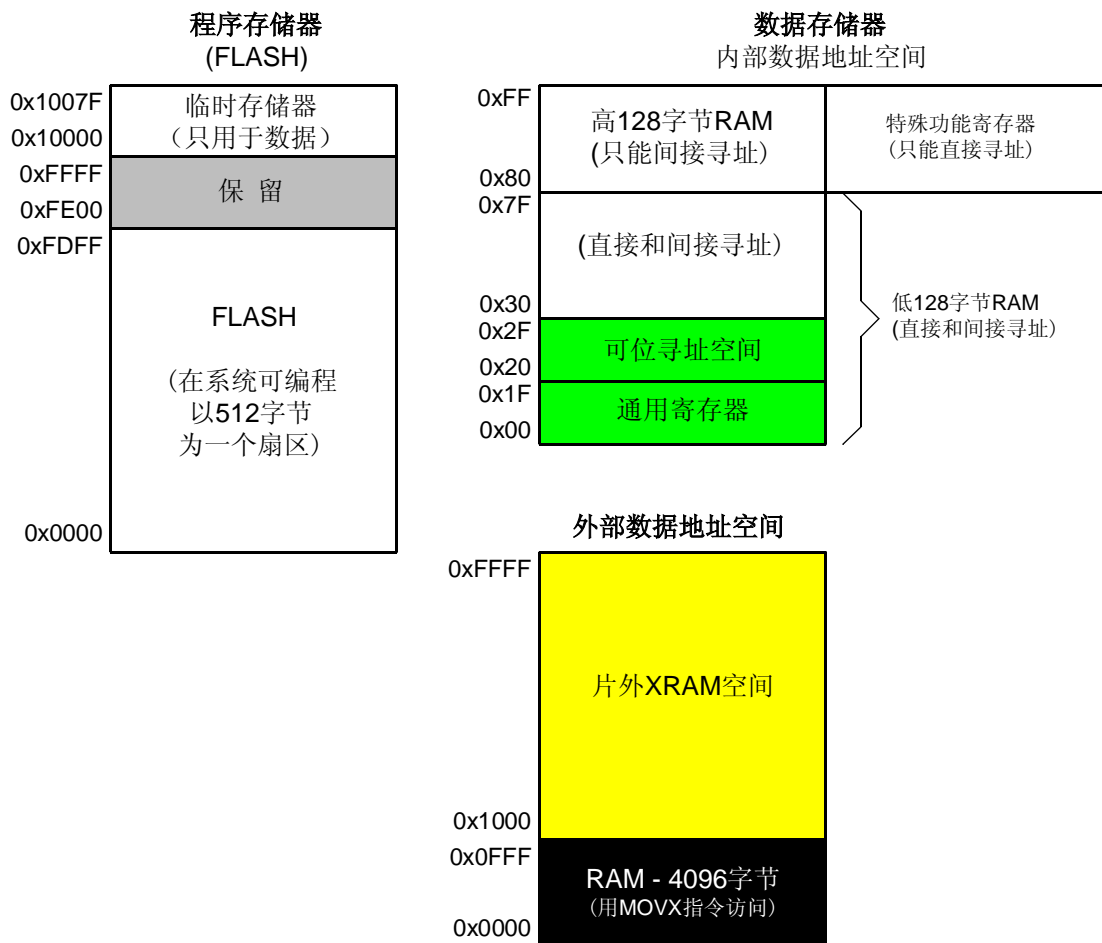 程序存储器
(FLASH)
0x1007F
临时存储器
0x10000
（只用于数据）
0xFFFF
保 留
0xFE00
0xFDFF
FLASH
(在系统可编程
以512字节
为一个扇区)
0x0000
数据存储器
内部数据地址空间
0xFF
高128字节RAM
(只能间接寻址)
0x80
特殊功能寄存器
(只能直接寻址)
0x7F
(直接和间接寻址)
0x30
0x2F
可位寻址空间
0x20
0x1F
通用寄存器
0x00
低128字节RAM
(直接和间接寻址)
外部数据地址空间
0xFFFF
片外XRAM空间
0x1000
0x0FFF
RAM - 4096字节
(用MOVX指令访问)
0x0000